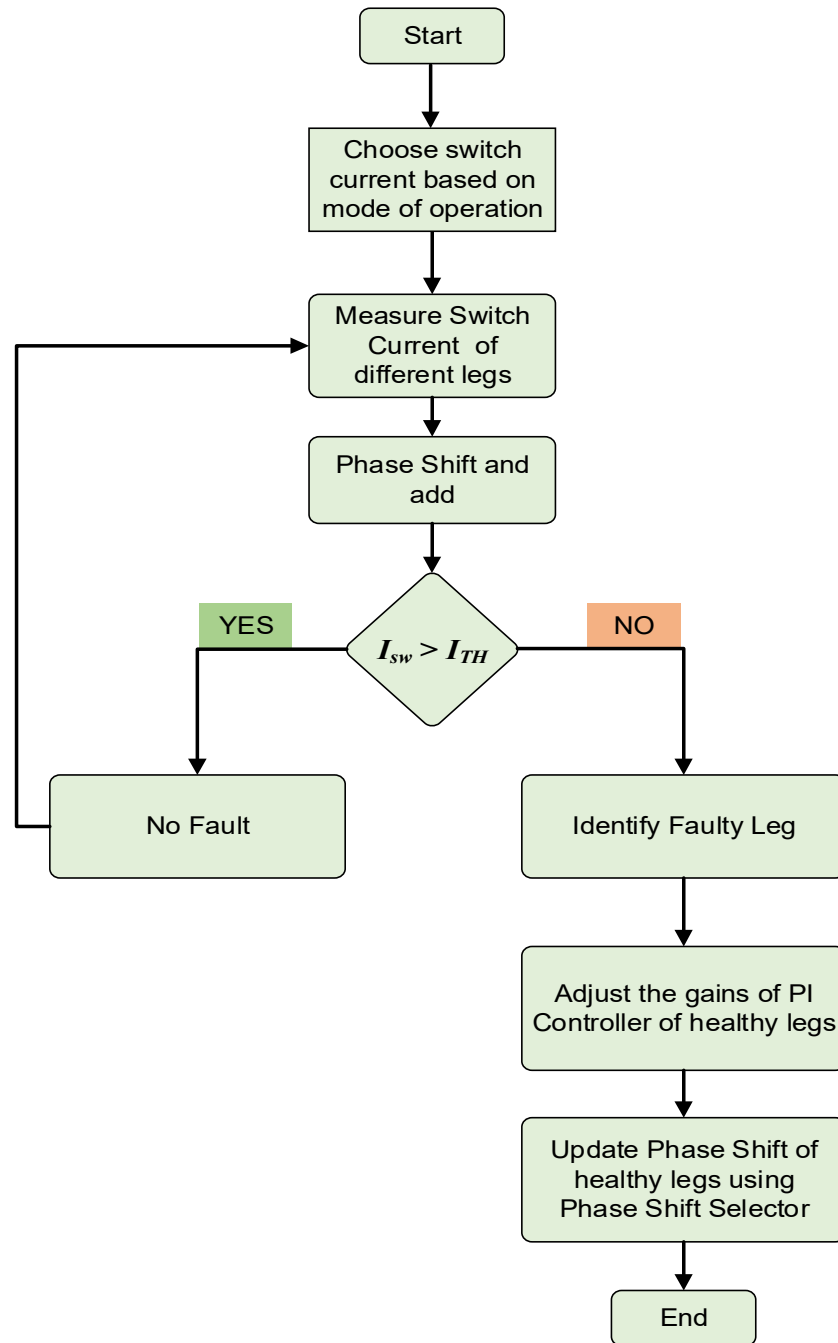 Start
Choose switch
current based on
mode of operation
Measure Switch
Current of
different legs
Phase Shift and
add
YES
NO
I_sw > I_TH
No Fault
Identify Faulty Leg
Adjust the gains of PI
Controller of healthy legs
Update Phase Shift of
healthy legs using
Phase Shift Selector
End